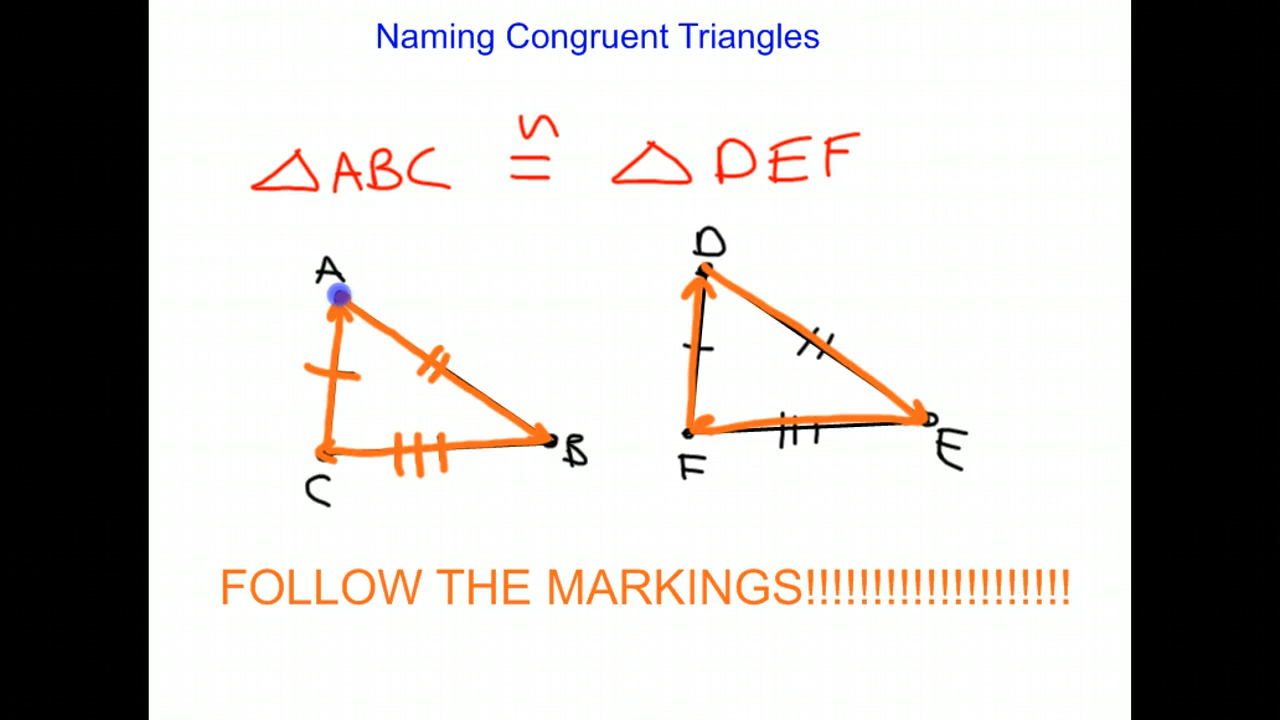 Naming Congruent Triangles
△ABC ≅ △DEF
D
A
B
E
F
C
FOLLOW THE MARKINGS!!!!!!!!!!!!!!!!!!!!